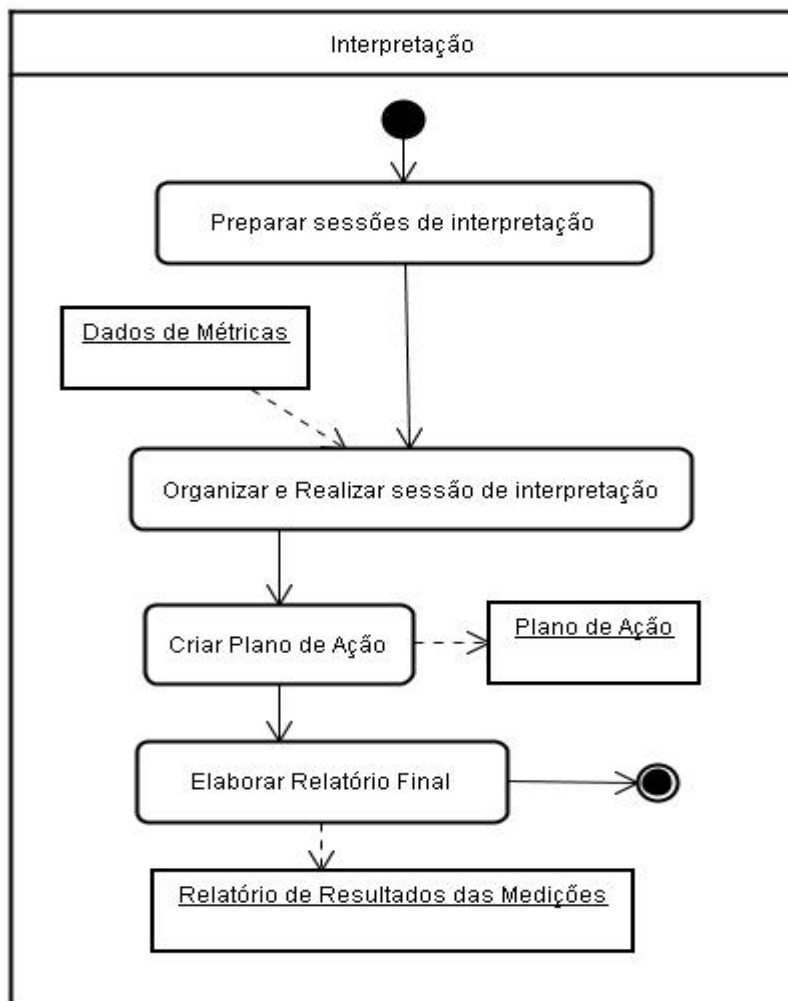 Interpretação
Preparar sessões de interpretação
Dados de Métricas
Organizar e Realizar sessão de interpretação
Criar Plano de Ação
Plano de Ação
Elaborar Relatório Final
Relatório de Resultados das Medições